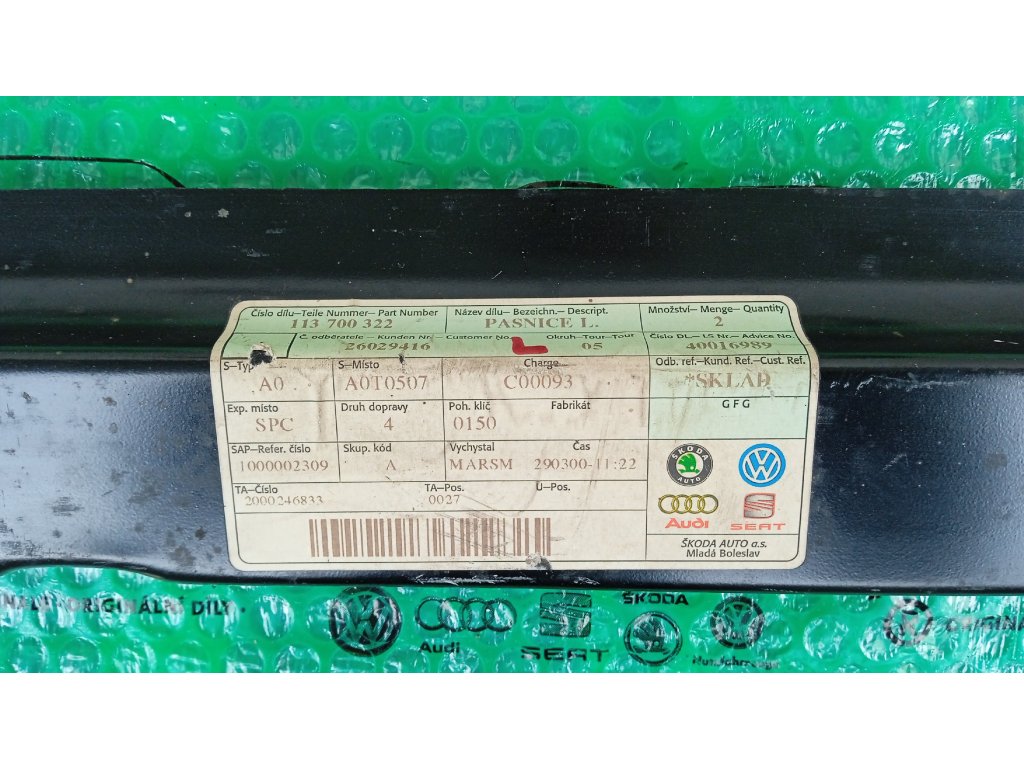 Číslo dílu–Teile Nummer– Part Number
113 700 322
Název dílu– Bezeichn.– Descript.
PASNICE L.
Množství– Menge– Quantity
2
Č. odběratele– Kunden Nr.– Customer No.
26029416
L
Okruh–Tour–Tour
05
Číslo DL.– LS Nr.– Advice No.
40016989
S–Typ
A0
S–Místo
A0T0507
Charge
C00093
Odb. ref.–Kund. Ref.–Cust. Ref.
*SKLAD
Exp. místo
SPC
Druh dopravy
4
Poh. klíč
0150
Fabrikát
G F G
SAP–Refer. číslo
1000002309
Skup. kód
A
Vychystal
MARSM
Čas
290300-11:22
TA–Číslo
2000246833
TA–Pos.
0027
U–Pos.
ŠKODA
AUTO
VW
Audi
SEAT
ŠKODA AUTO a.s.
Mladá Boleslav
ORIGINÁLNÍ DÍLY
VW
Audi
SEAT
ŠKODA
Nutzfahrzeuge